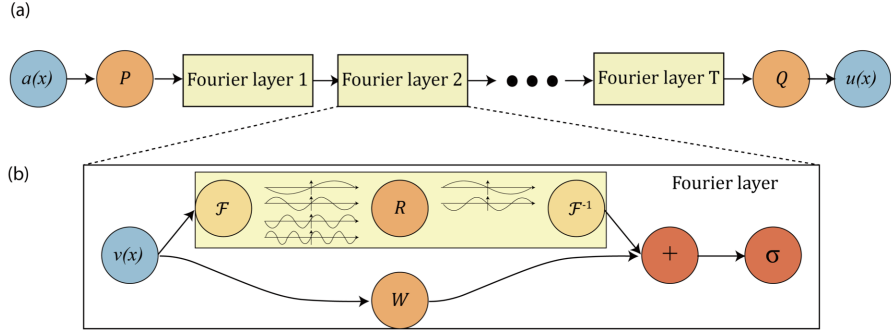 (a)
a(x)
P
Fourier layer 1
Fourier layer 2
Fourier layer T
Q
u(x)
(b)
Fourier layer
v(x)
ℱ
R
ℱ⁻¹
W
+
σ